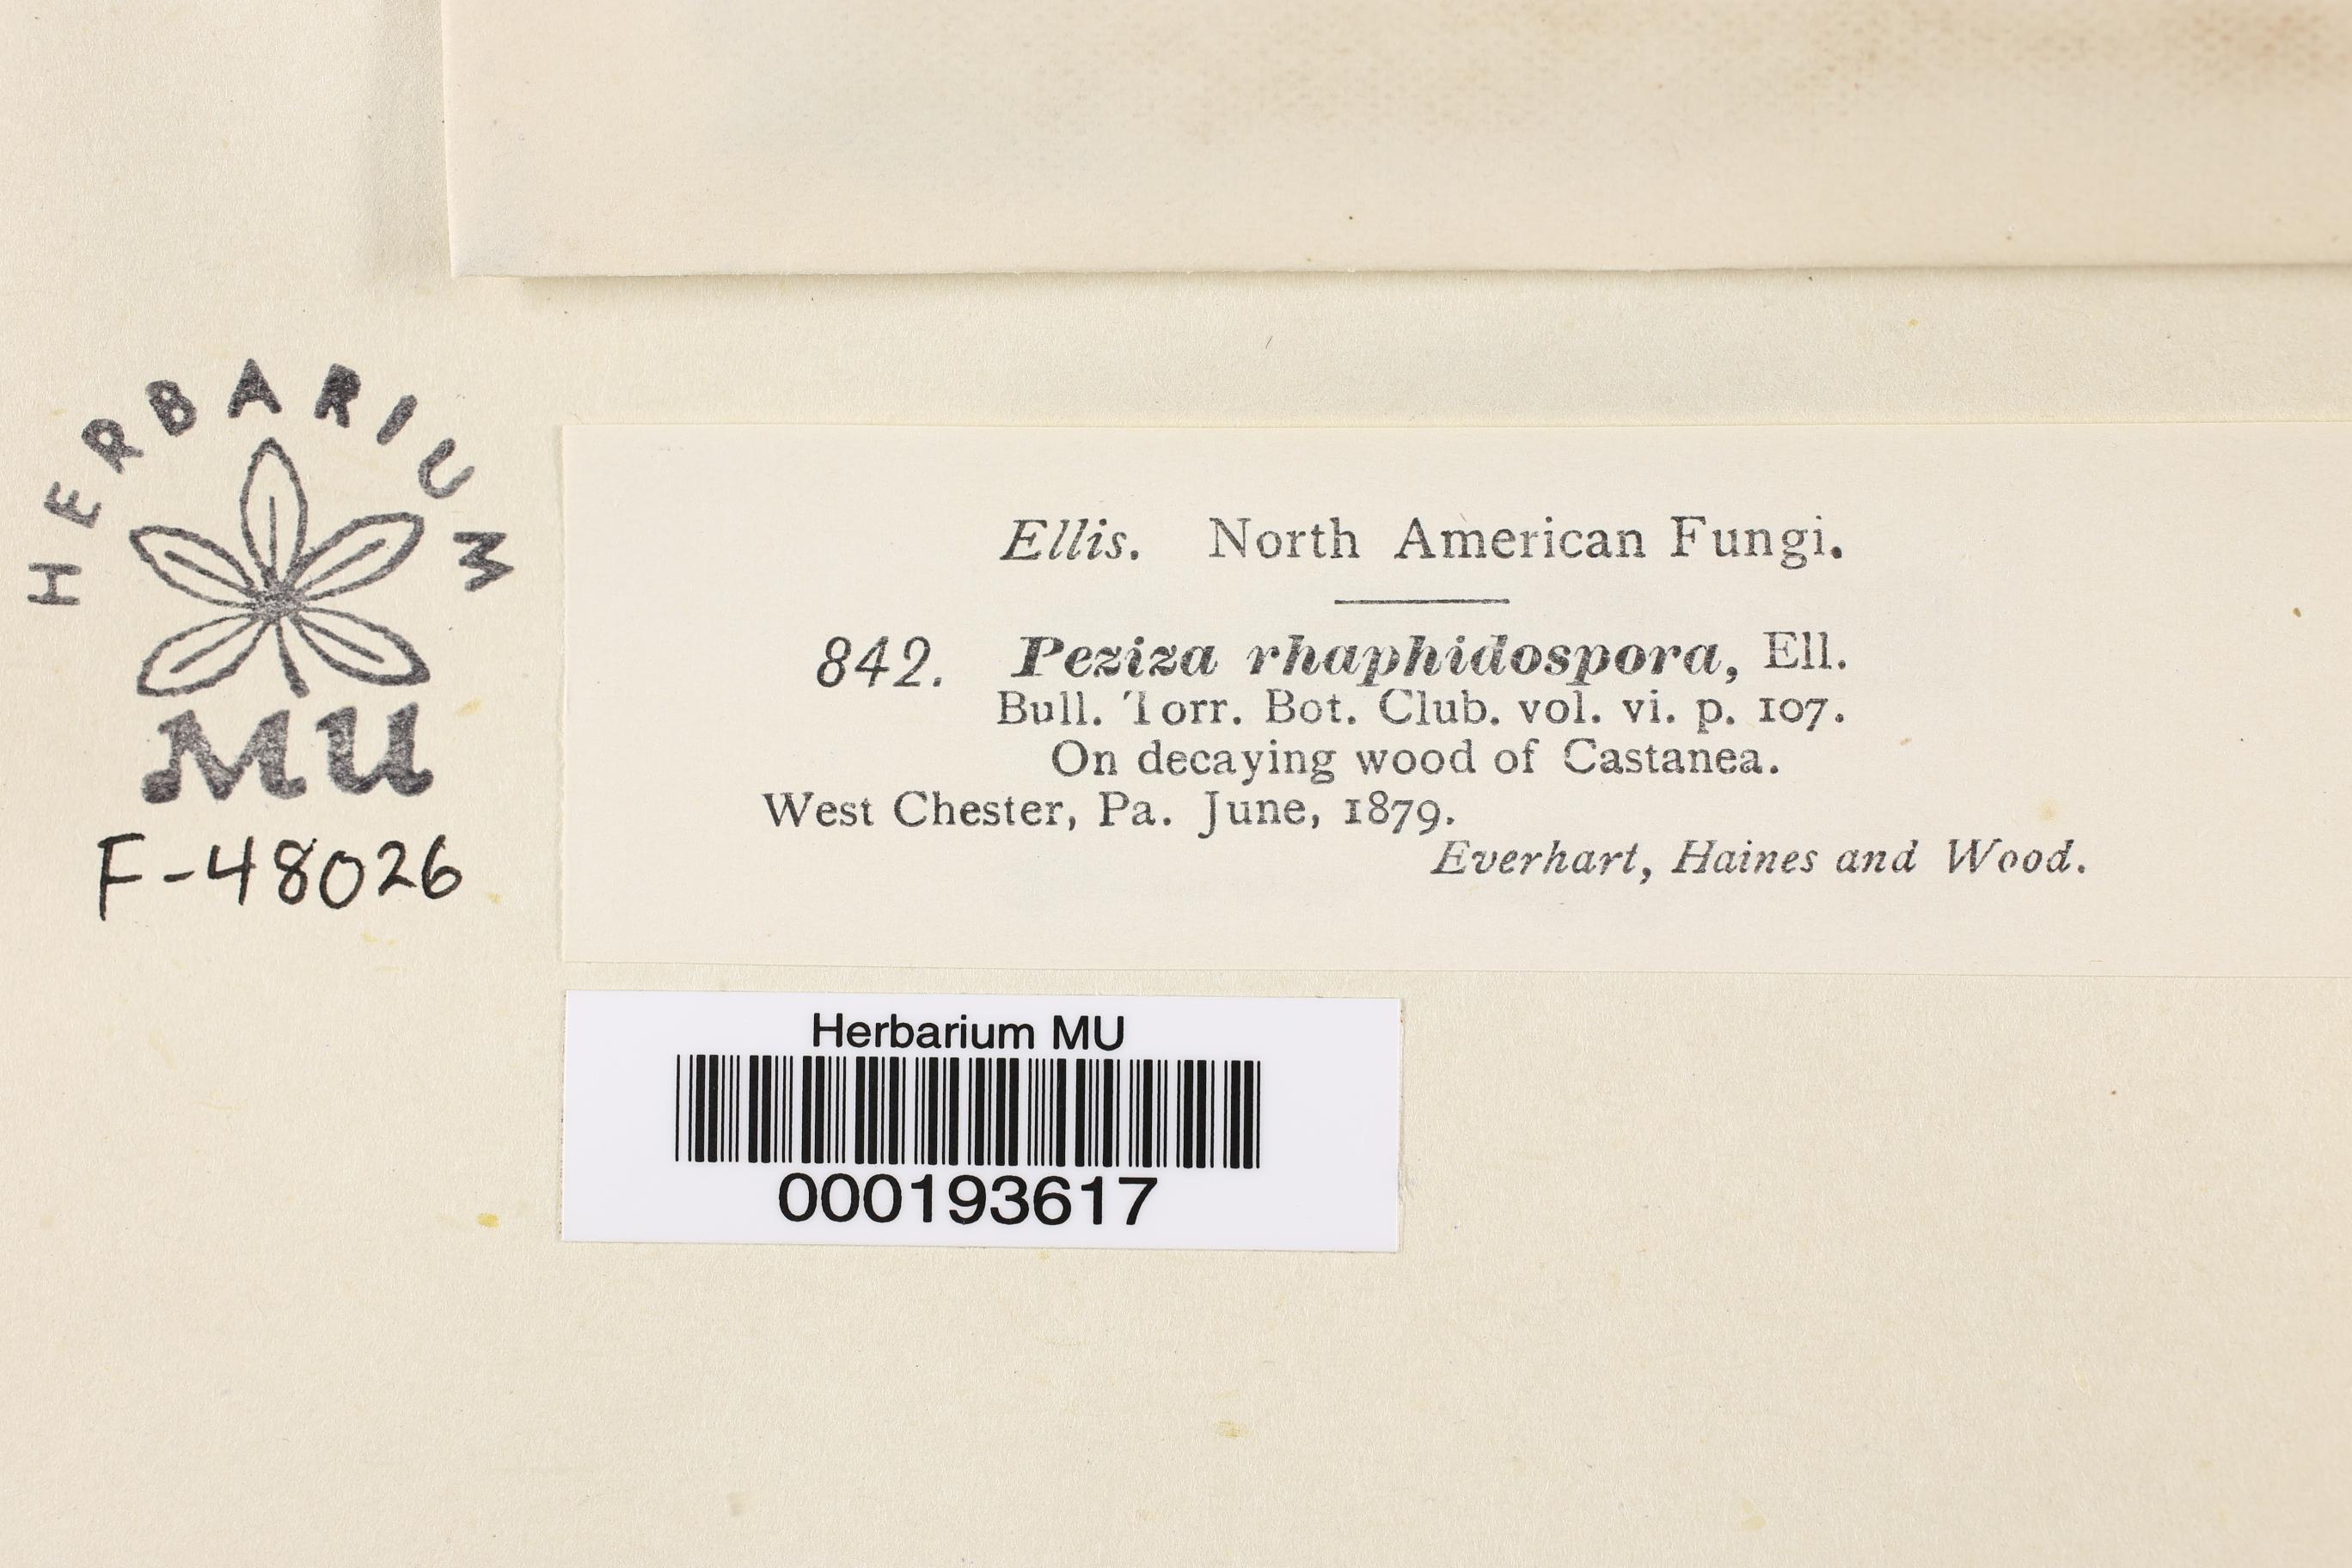 HERBARIUM
MU
F-48026
Ellis. North American Fungi.
842. Peziza rhaphidospora, Ell.
Bull. Torr. Bot. Club. vol. vi. p. 107.
On decaying wood of Castanea.
West Chester, Pa. June, 1879.
Everhart, Haines and Wood.
Herbarium MU
000193617